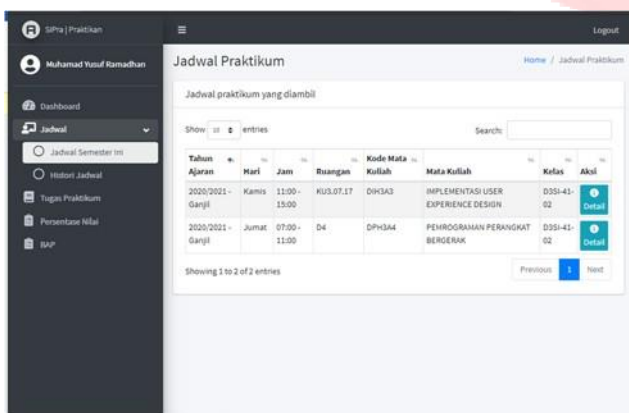 SIPra | Praktikan
Logout
Muhamad Yusuf Ramadhan
Jadwal Praktikum
Home / Jadwal Praktikum
Dashboard
Jadwal
Jadwal Semester Ini
Histori Jadwal
Tugas Praktikum
Persentase Nilai
BAP
Jadwal praktikum yang diambil
Show 10 entries
Search:
Tahun Ajaran Hari Jam Ruangan Kode Mata Kuliah Mata Kuliah Kelas Aksi
2020/2021 - Ganjil Kamis 11:00 - 15:00 KU3.07.17 DIH3A3 IMPLEMENTASI USER EXPERIENCE DESIGN D3SI-41-02 Detail
2020/2021 - Ganjil Jumat 07:00 - 11:00 D4 DPH3A4 PEMROGRAMAN PERANGKAT BERGERAK D3SI-41-02 Detail
Showing 1 to 2 of 2 entries
Previous 1 Next